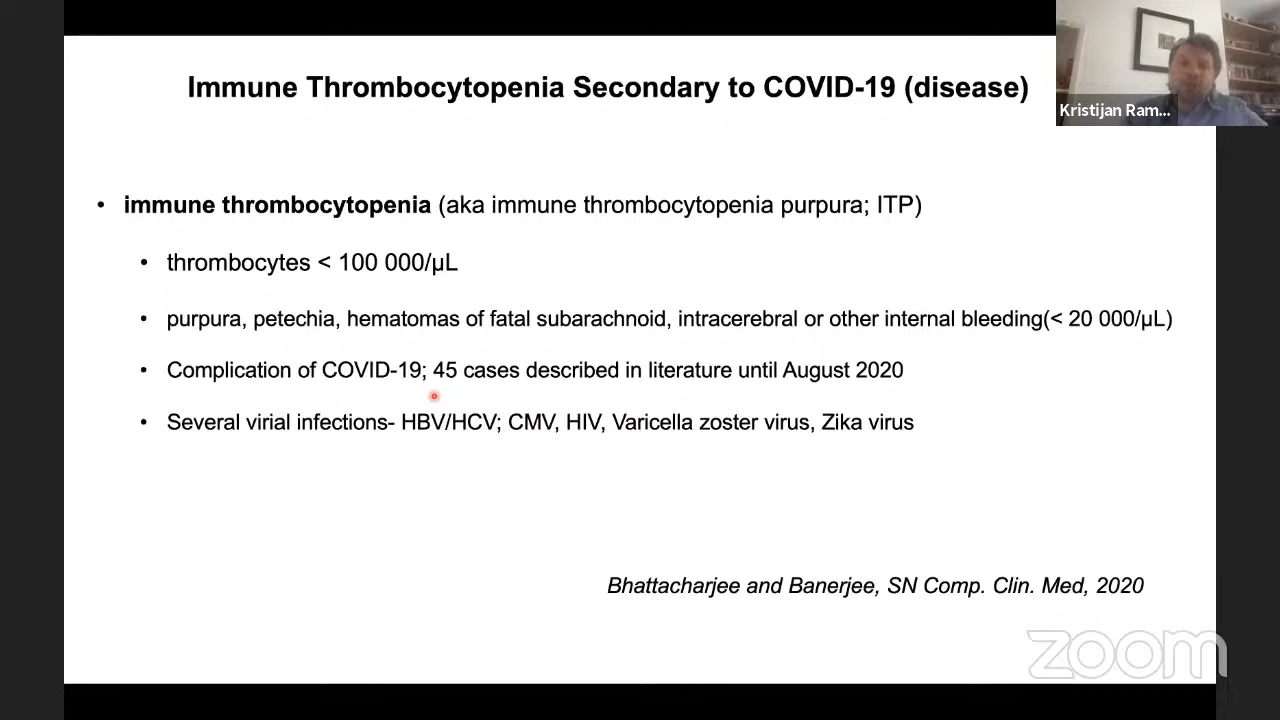 Immune Thrombocytopenia Secondary to COVID-19 (disease)
Kristijan Ram...
• immune thrombocytopenia (aka immune thrombocytopenia purpura; ITP)
• thrombocytes < 100 000/μL
• purpura, petechia, hematomas of fatal subarachnoid, intracerebral or other internal bleeding(< 20 000/μL)
• Complication of COVID-19; 45 cases described in literature until August 2020
• Several virial infections- HBV/HCV; CMV, HIV, Varicella zoster virus, Zika virus
Bhattacharjee and Banerjee, SN Comp. Clin. Med, 2020
zoom